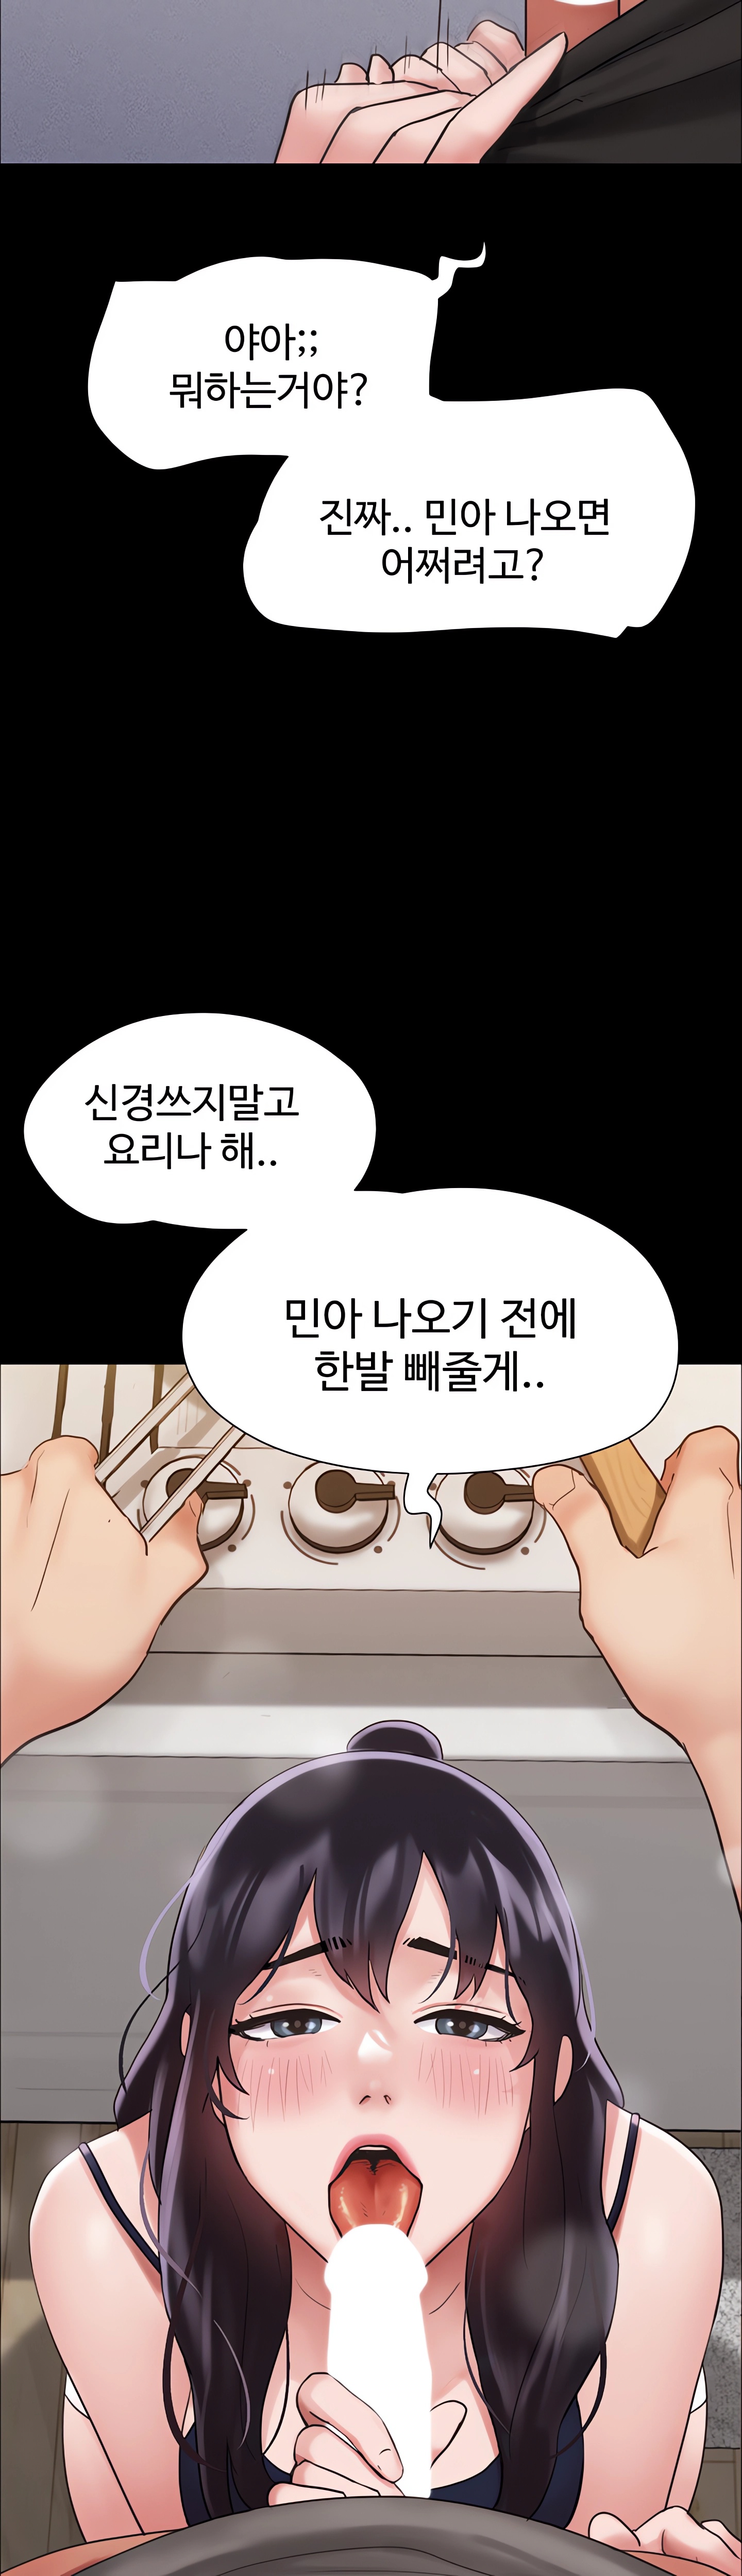 야아;;
뭐하는거야?
진짜.. 민아 나오면
어쩌려고?
신경쓰지말고
요리나 해..
민아 나오기 전에
한발 빼줄게..